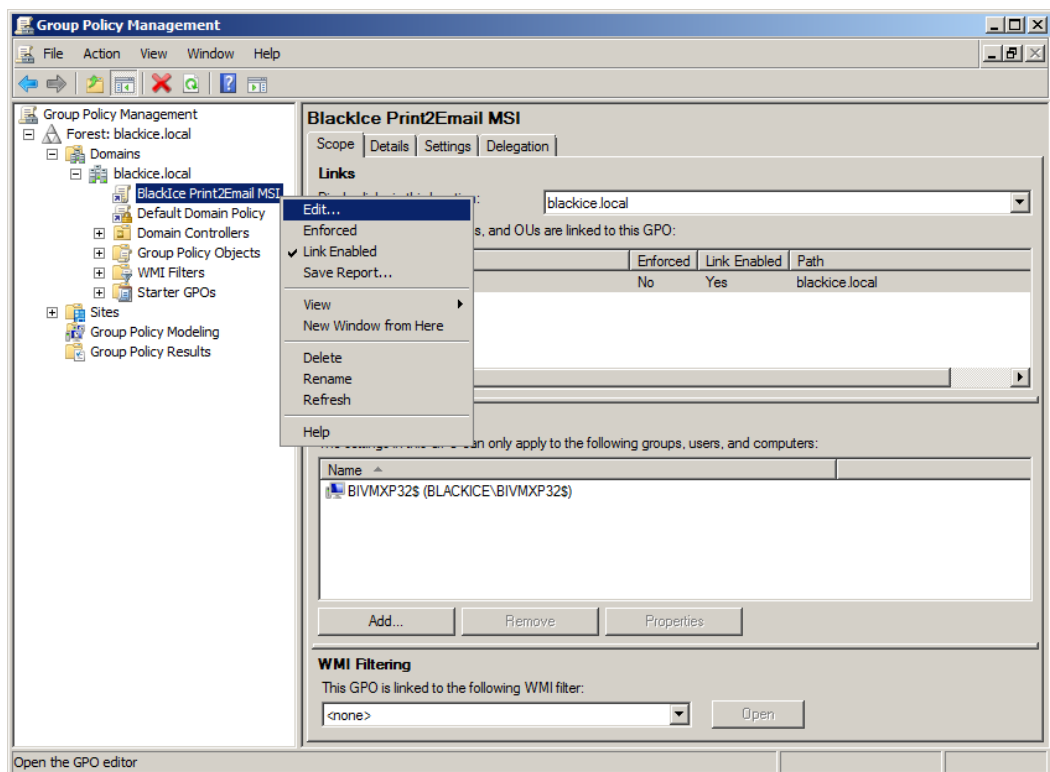 Group Policy Management
File Action View Window Help
Group Policy Management
Forest: blackice.local
Domains
blackice.local
BlackIce Print2Email MSI
Default Domain Policy
Domain Controllers
Group Policy Objects
WMI Filters
Starter GPOs
Sites
Group Policy Modeling
Group Policy Results
Edit...
Enforced
Link Enabled
Save Report...
View
New Window from Here
Delete
Rename
Refresh
Help
BlackIce Print2Email MSI
Scope Details Settings Delegation
Links
blackice.local
s, and OUs are linked to this GPO:
Enforced Link Enabled Path
No Yes blackice.local
can only apply to the following groups, users, and computers:
Name
BIVMXP32$ (BLACKICE\BIVMXP32$)
Add... Remove Properties
WMI Filtering
This GPO is linked to the following WMI filter:
<none> Open
Open the GPO editor